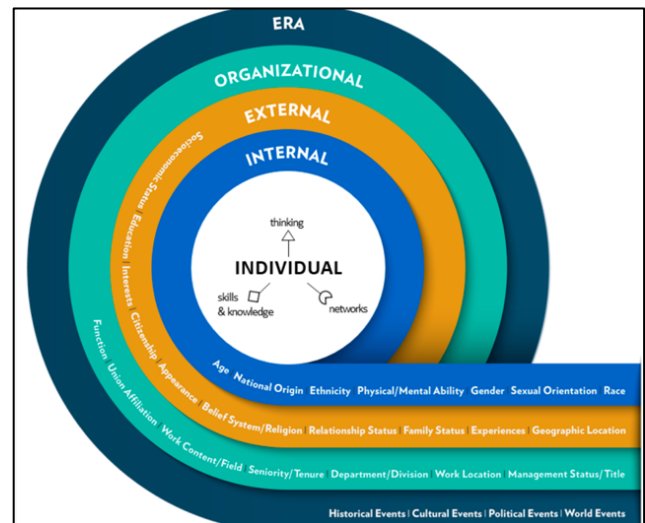 ERA
ORGANIZATIONAL
EXTERNAL
INTERNAL
thinking
INDIVIDUAL
skills
& knowledge
networks
Age National Origin Ethnicity Physical/Mental Ability Gender Sexual Orientation Race
Socioeconomic Status | Education | Interests | Citizenship | Appearance | Belief System/Religion | Relationship Status | Family Status | Experiences | Geographic Location
Function | Union Affiliation | Work Content/Field | Seniority/Tenure | Department/Division | Work Location | Management Status/Title
Historical Events | Cultural Events | Political Events | World Events